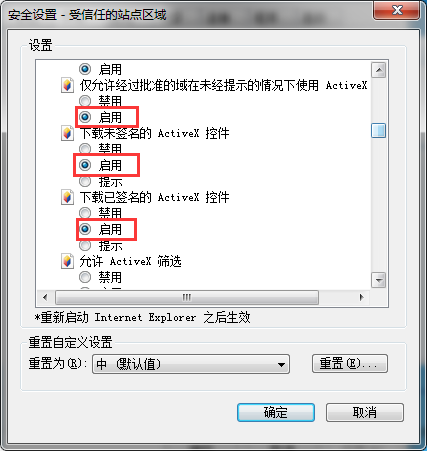 安全设置 - 受信任的站点区域
设置
启用
仅允许经过批准的域在未经提示的情况下使用 ActiveX
禁用
启用
下载未签名的 ActiveX 控件
禁用
启用
提示
下载已签名的 ActiveX 控件
禁用
启用
提示
允许 ActiveX 筛选
禁用
*重新启动 Internet Explorer 之后生效
重置自定义设置
重置为(R): 中 (默认值) 重置(E)...
确定 取消